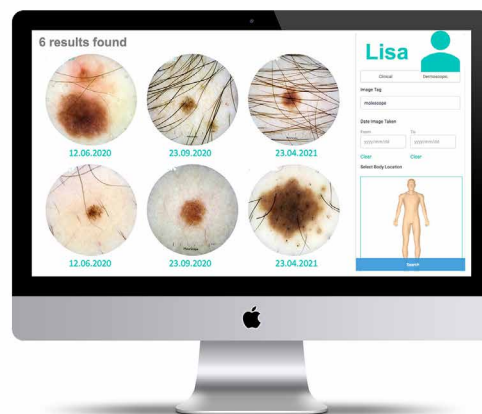 6 results found
12.06.2020
23.09.2020
23.04.2021
12.06.2020
23.09.2020
23.04.2021
Lisa
Clinical
Dermoscopic
Image Tag
molescope
Date Image Taken
From
To
yyyy/mm/dd
yyyy/mm/dd
Clear
Clear
Select Body Location
Search